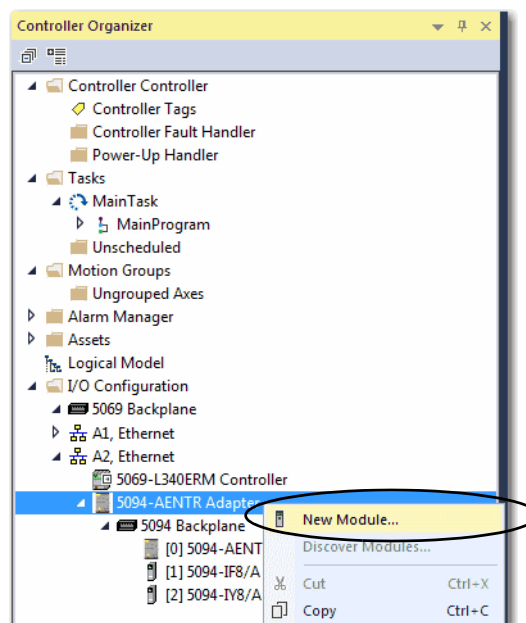 Controller Organizer
Controller Controller
Controller Tags
Controller Fault Handler
Power-Up Handler
Tasks
MainTask
MainProgram
Unscheduled
Motion Groups
Ungrouped Axes
Alarm Manager
Assets
Logical Model
I/O Configuration
5069 Backplane
A1, Ethernet
A2, Ethernet
5069-L340ERM Controller
5094-AENTR Adapter
New Module...
5094 Backplane
Discover Modules...
[0] 5094-AENT
[1] 5094-IF8/A
Cut Ctrl+X
[2] 5094-IY8/A
Copy Ctrl+C